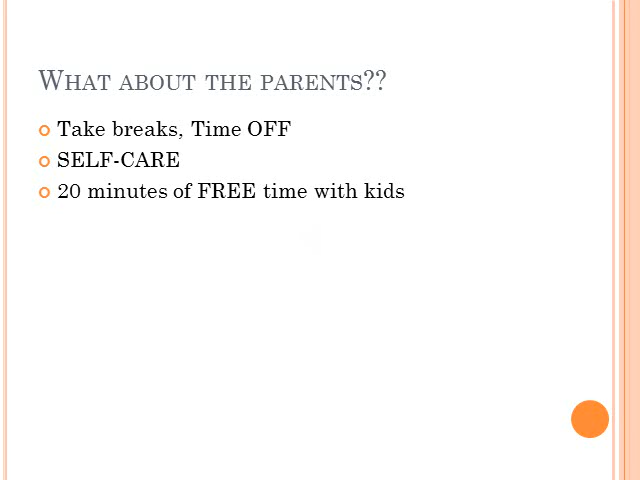 What about the parents??
Take breaks, Time OFF
SELF-CARE
20 minutes of FREE time with kids